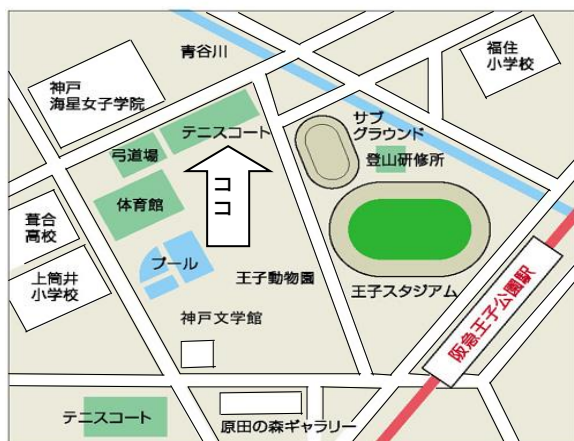 青谷川
福住
小学校
神戸
海星女子学院
テニスコート
サブ
グラウンド
弓道場
登山研修所
ココ
体育館
葺合
高校
プール
王子動物園
上筒井
小学校
王子スタジアム
神戸文学館
阪急王子公園駅
テニスコート
原田の森ギャラリー